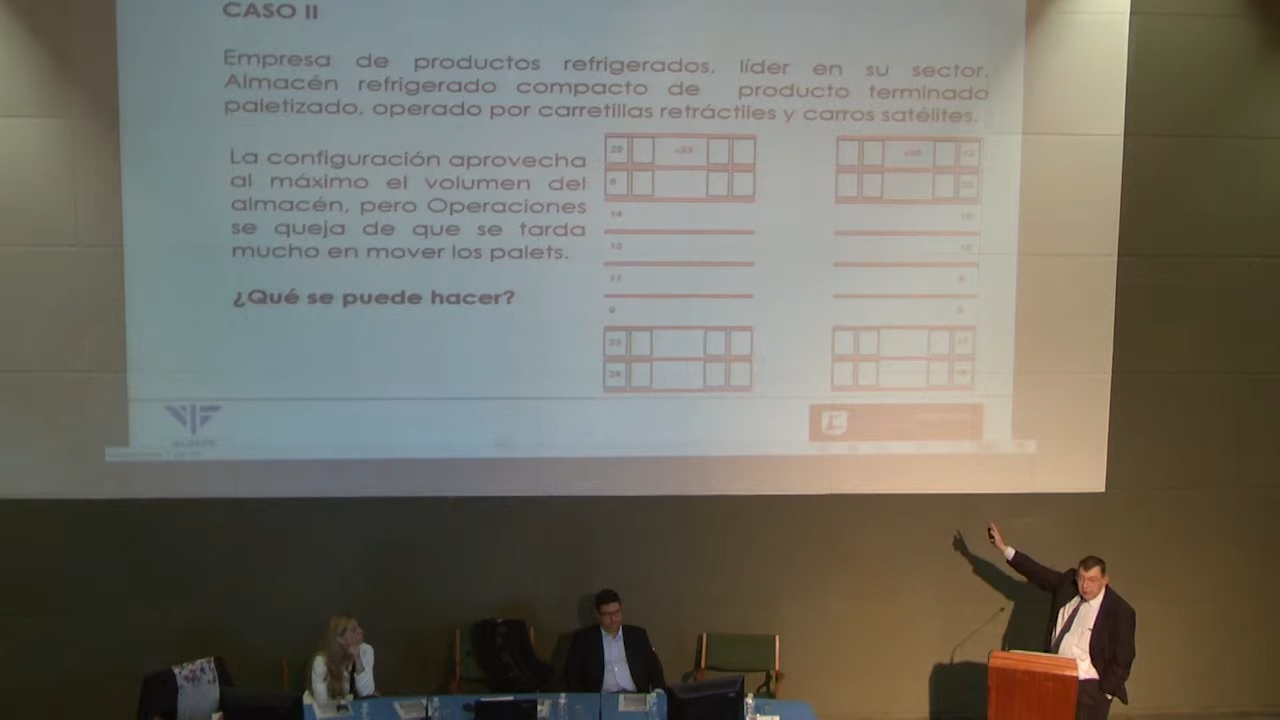 CASO II
Empresa de productos refrigerados, líder en su sector.
Almacén refrigerado compacto de producto terminado
paletizado, operado por carretillas retráctiles y carros satélites.
La configuración aprovecha
al máximo el volumen del
almacén, pero Operaciones
se queja de que se tarda
mucho en mover los palets.
¿Qué se puede hacer?